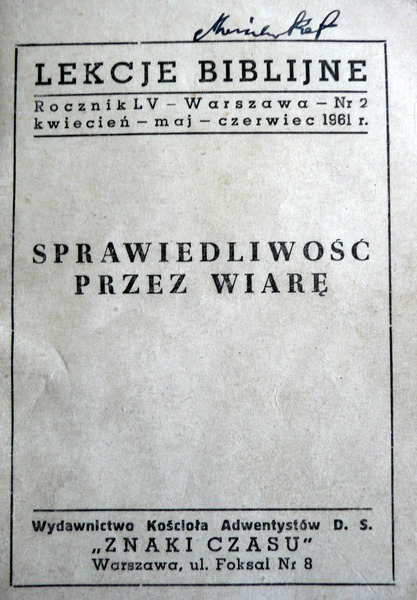 LEKCJE BIBLIJNE
Rocznik LV – Warszawa – Nr 2
kwiecień – maj – czerwiec 1961 r.
SPRAWIEDLIWOŚĆ
PRZEZ WIARĘ
Wydawnictwo Kościoła Adwentystów D. S.
„ZNAKI CZASU"
Warszawa, ul. Foksal Nr 8